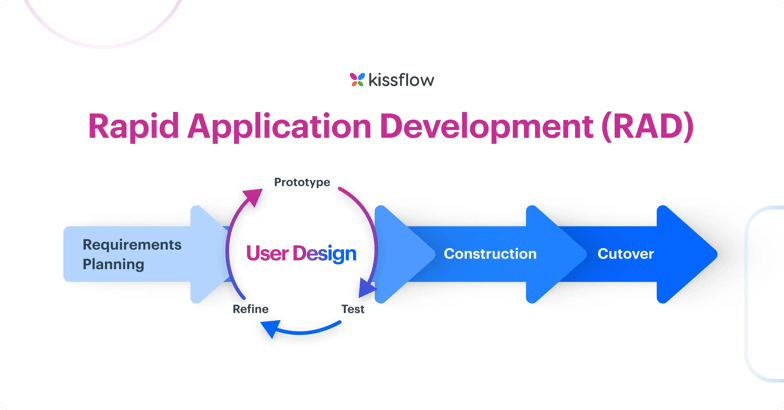 kissflow
Rapid Application Development (RAD)
Prototype
Requirements
Planning
User Design
Construction
Cutover
Refine
Test